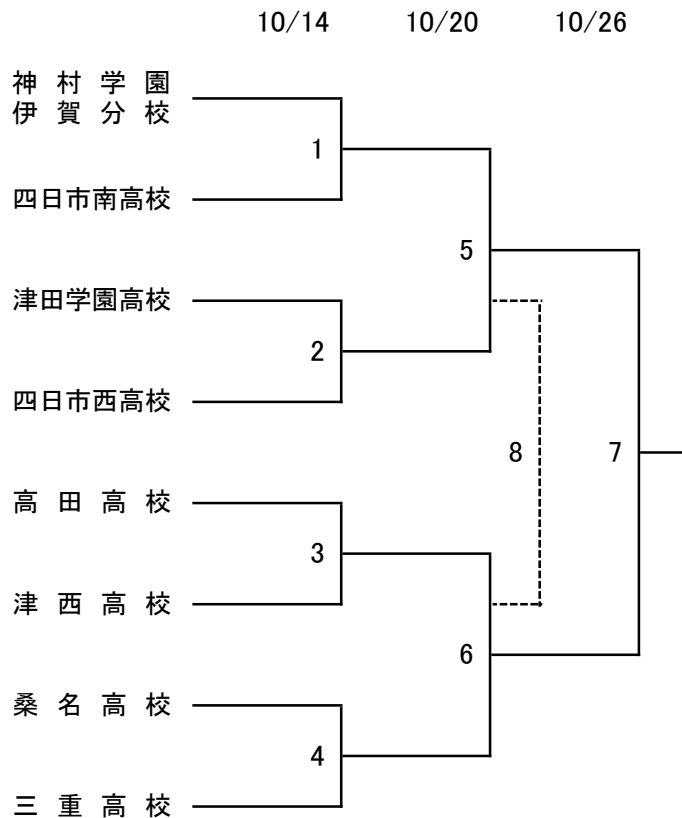 10/14 10/20 10/26
神村学園
伊賀分校
1
四日市南高校
5
津田学園高校
2
四日市西高校
8 7
高田高校
3
津西高校
6
桑名高校
4
三重高校